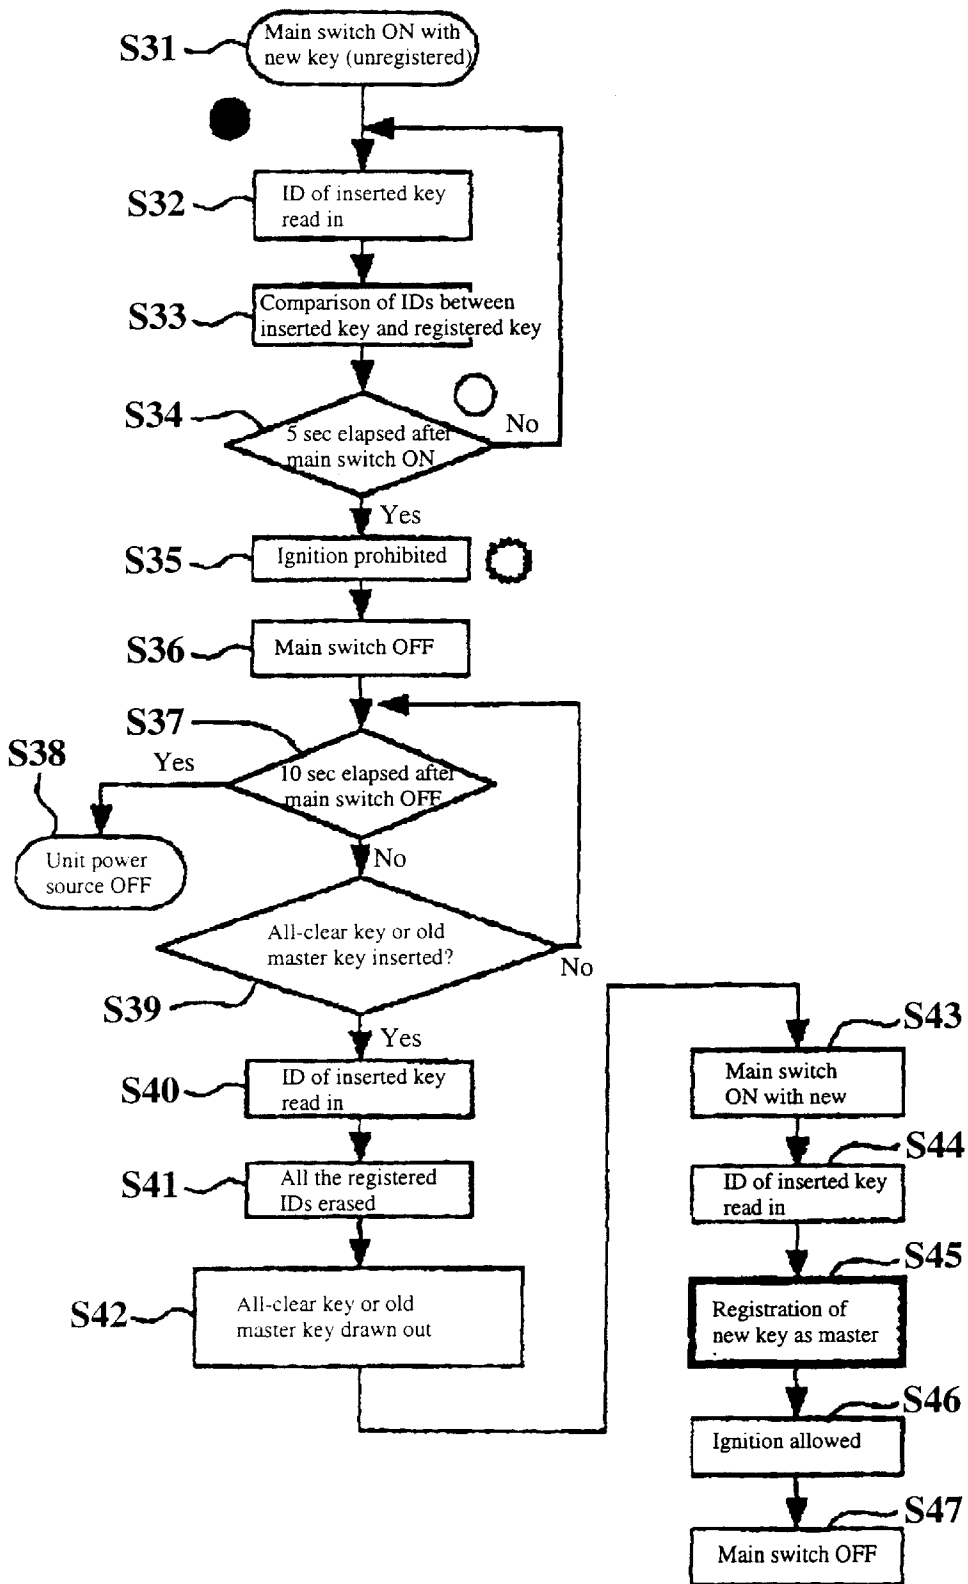 S31
Main switch ON with
new key (unregistered)
S32
ID of inserted key
read in
S33
Comparison of IDs between
inserted key and registered key
S34
5 sec elapsed after
main switch ON
No
Yes
S35
Ignition prohibited
S36
Main switch OFF
S37
10 sec elapsed after
main switch OFF
Yes
S38
Unit power
source OFF
No
All-clear key or old
master key inserted?
No
S39
Yes
S40
ID of inserted key
read in
S41
All the registered
IDs erased
S42
All-clear key or old
master key drawn out
S43
Main switch
ON with new
S44
ID of inserted key
read in
S45
Registration of
new key as master
S46
Ignition allowed
S47
Main switch OFF